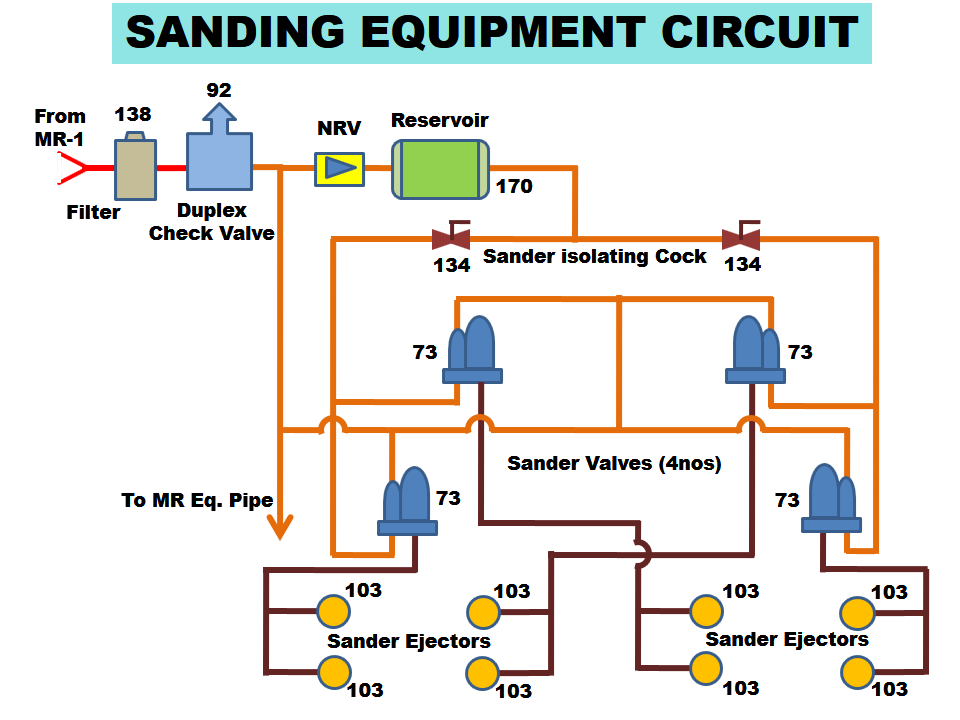 SANDING EQUIPMENT CIRCUIT
92
From
MR-1
138
NRV
Reservoir
170
Filter
Duplex
Check Valve
134
Sander isolating Cock
134
73
73
Sander Valves (4nos)
To MR Eq. Pipe
73
73
103
103
103
103
Sander Ejectors
Sander Ejectors
103
103
103
103